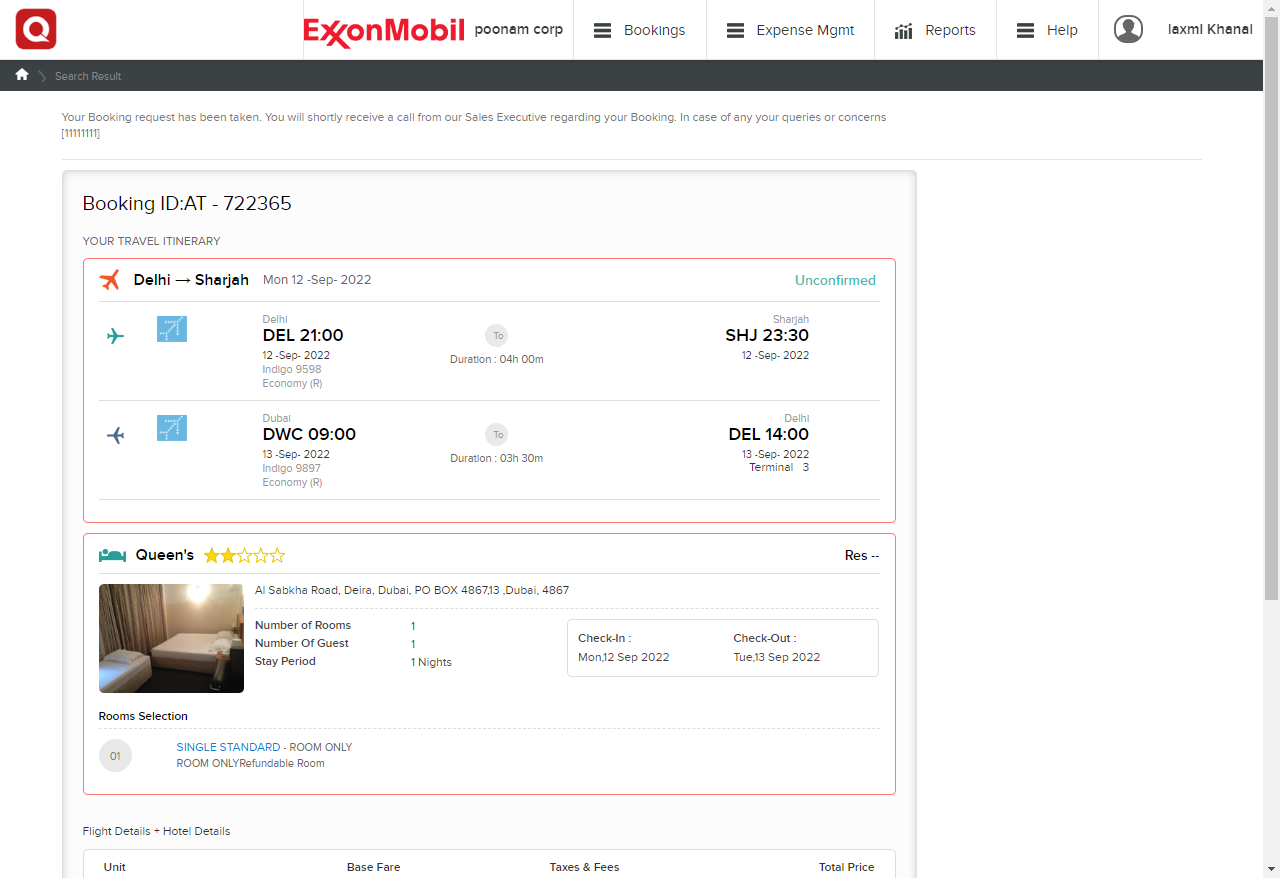 Q
ExxonMobil poonam corp Bookings Expense Mgmt Reports Help laxmi Khanal
Search Result
Your Booking request has been taken. You will shortly receive a call from our Sales Executive regarding your Booking. In case of any your queries or concerns
[11111111]
Booking ID:AT - 722365
YOUR TRAVEL ITINERARY
Delhi → Sharjah Mon 12 -Sep- 2022 Unconfirmed
Delhi Sharjah
DEL 21:00 To SHJ 23:30
12 -Sep- 2022 Duration : 04h 00m 12 -Sep- 2022
Indigo 9598
Economy (R)
Dubai Delhi
DWC 09:00 To DEL 14:00
13 -Sep- 2022 Duration : 03h 30m 13 -Sep- 2022
Indigo 9897 Terminal 3
Economy (R)
Queen's Res --
Al Sabkha Road, Deira, Dubai, PO BOX 4867,13 ,Dubai, 4867
Number of Rooms 1
Number Of Guest 1
Stay Period 1 Nights
Check-In : Check-Out :
Mon,12 Sep 2022 Tue,13 Sep 2022
Rooms Selection
01 SINGLE STANDARD - ROOM ONLY
ROOM ONLYRefundable Room
Flight Details + Hotel Details
Unit Base Fare Taxes & Fees Total Price